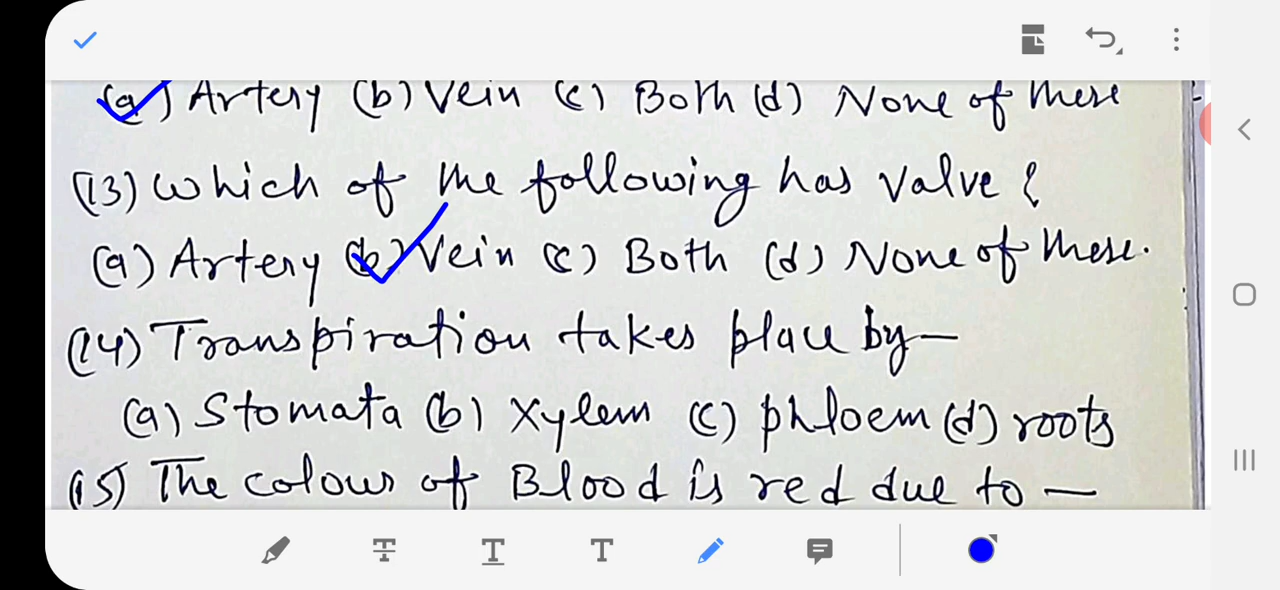 (a) Artery (b) Vein (c) Both (d) None of these
(13) Which of the following has valve ?
(a) Artery (b) Vein (c) Both (d) None of these.
(14) Transpiration takes place by—
(a) Stomata (b) Xylem (c) phloem (d) roots
(15) The colour of Blood is red due to —
T T T